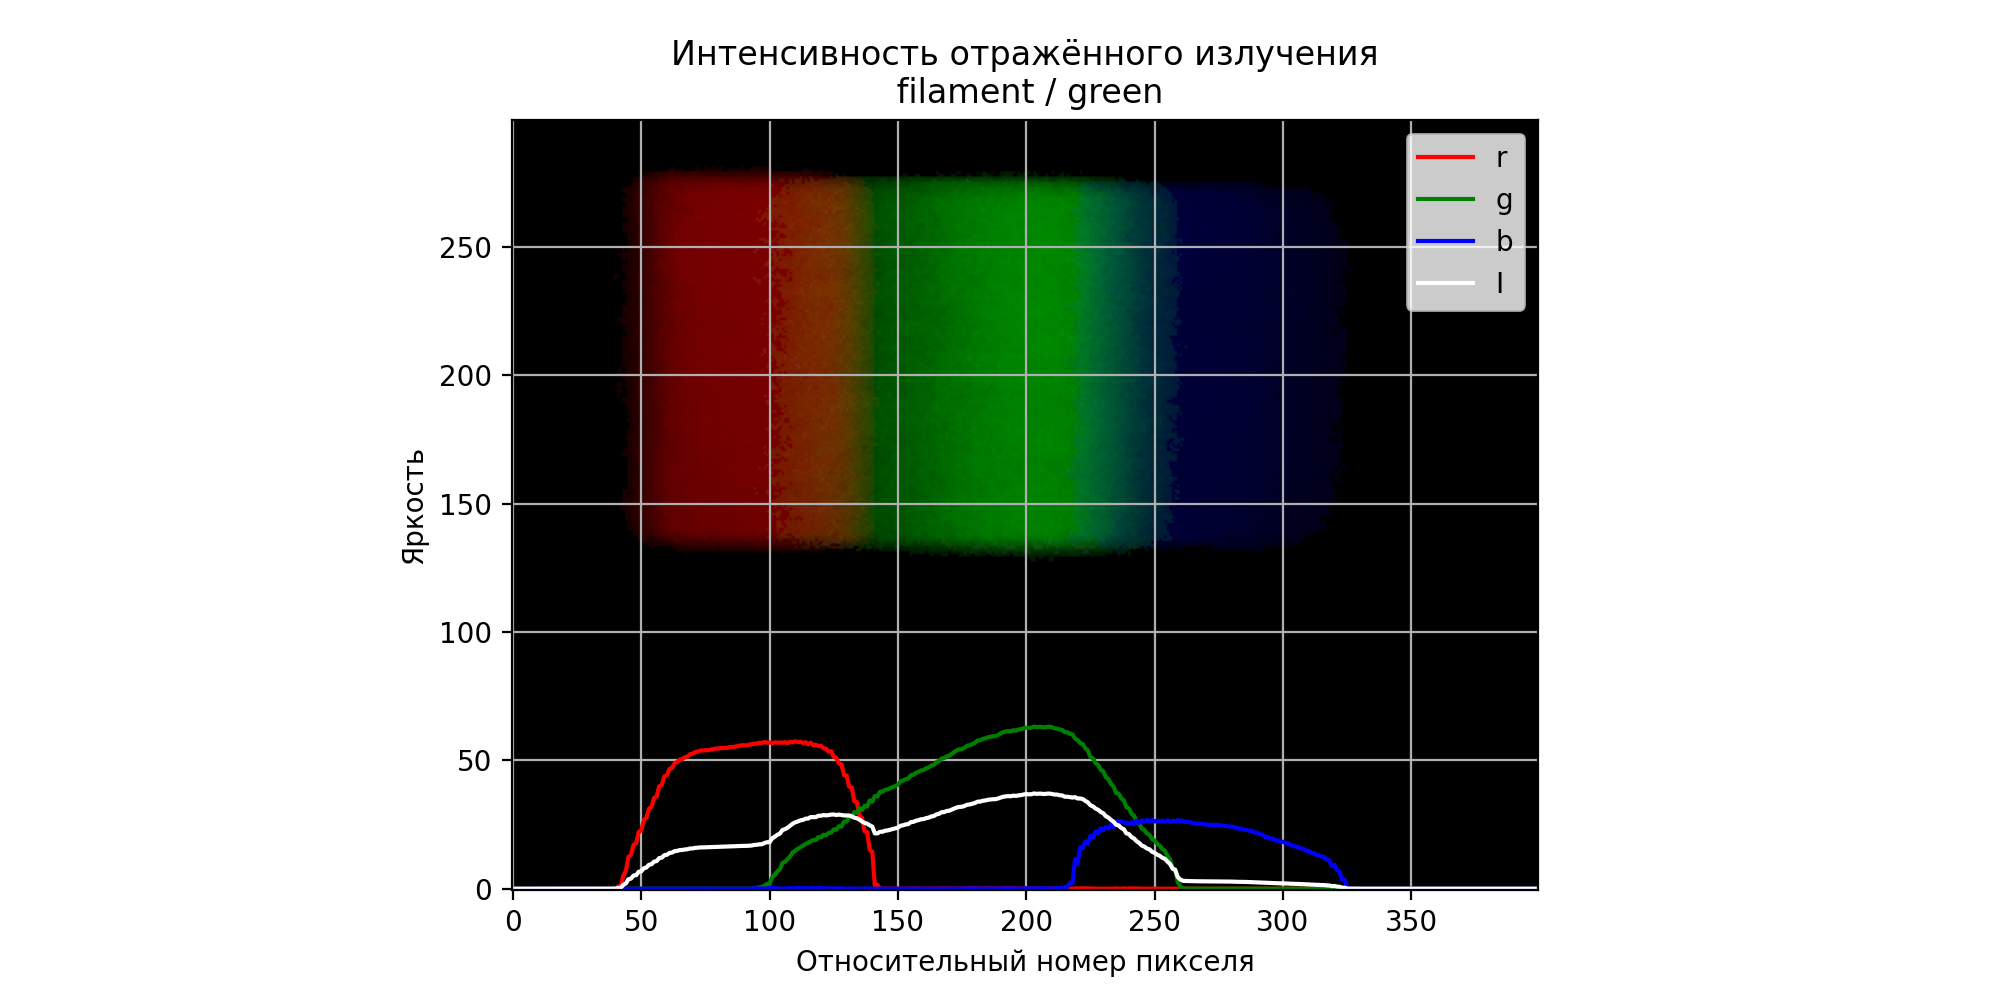 Интенсивность отражённого излучения
filament / green
r
g
b
l
250
200
150
100
50
0
Яркость
0 50 100 150 200 250 300 350
Относительный номер пикселя